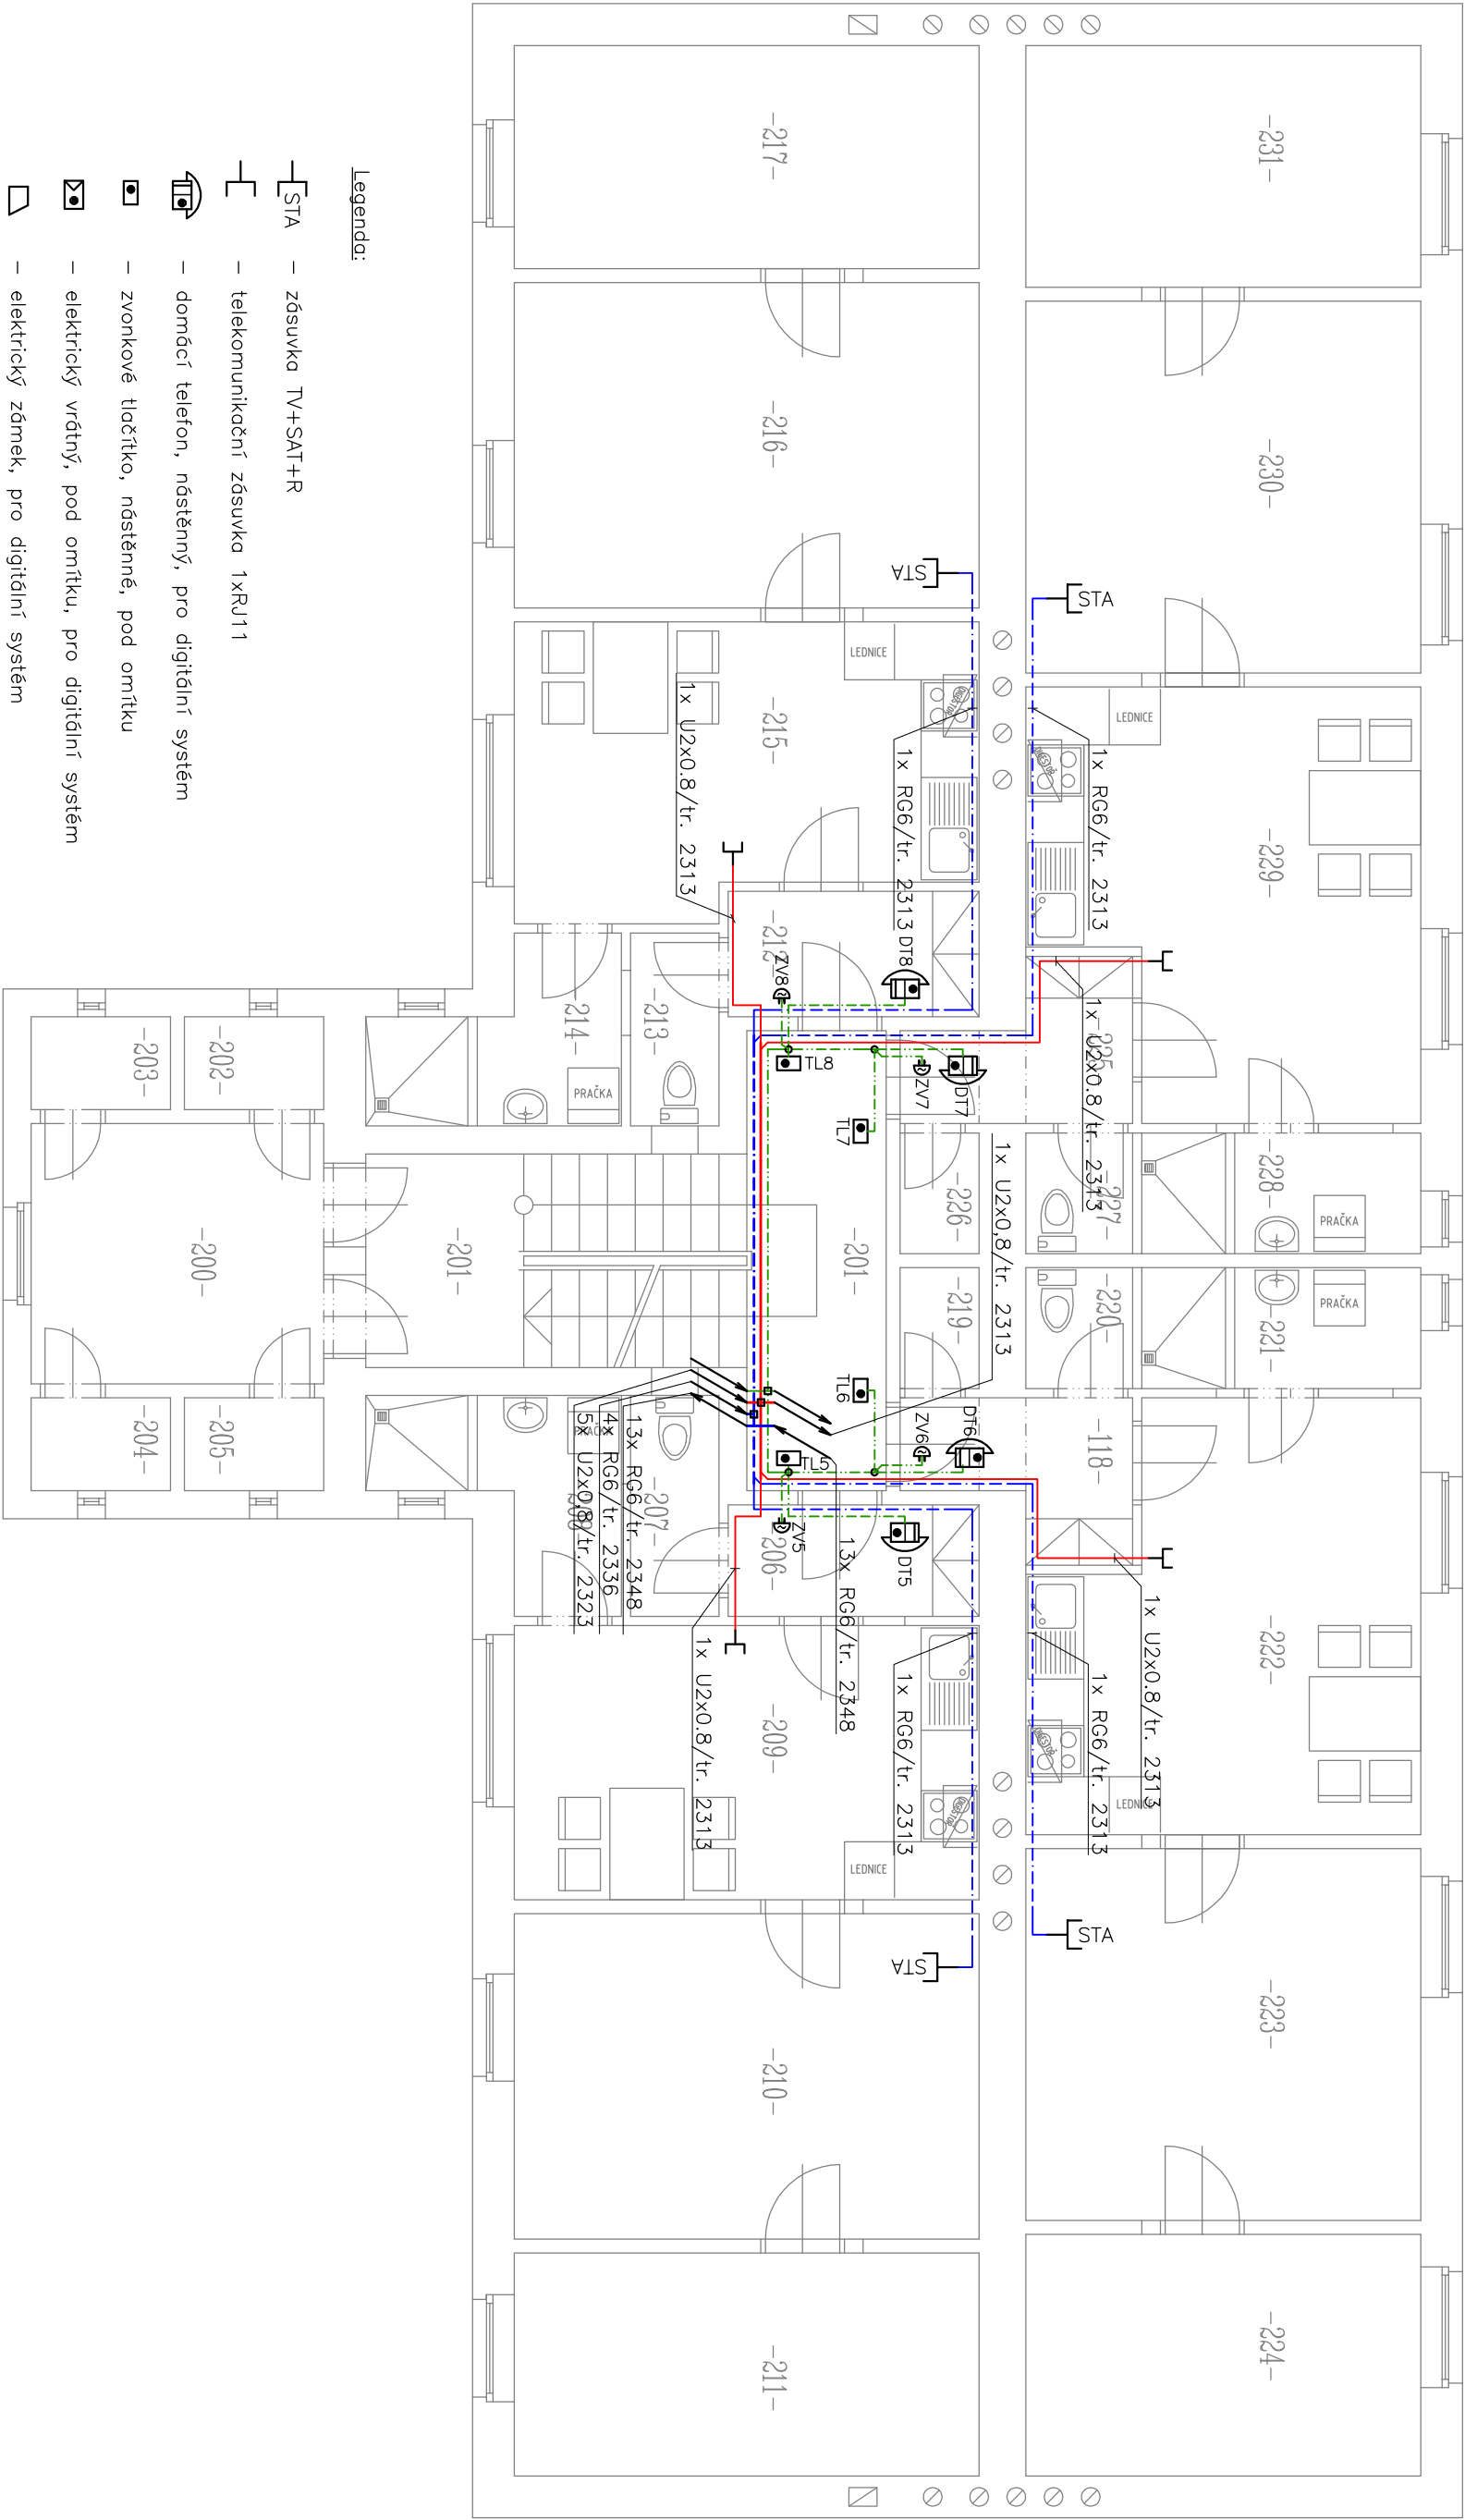 Legenda:
STA – zásuvka TV+SAT+R
– telekomunikační zásuvka 1xRJ11
– domácí telefon, nástěnný, pro digitální systém
– zvonkové tlačítko, nástěnné, pod omítku
– elektrický vrátný, pod omítku, pro digitální systém
– elektrický zámek, pro digitální systém
-231-
-230-
-229-
-228-
-227-
-226-
-225-
-224-
-223-
-222-
-221-
-220-
-219-
-118-
-217-
-216-
-215-
-214-
-213-
-212-
-211-
-210-
-209-
-207-
-206-
-205-
-204-
-203-
-202-
-201-
-201-
-200-
STA
STA
STA
STA
LEDNICE
LEDNICE
LEDNICE
LEDNICE
DIGESTOŘ
DIGESTOŘ
DIGESTOŘ
DIGESTOŘ
PRAČKA
PRAČKA
PRAČKA
PRAČKA
1x RG6/tr. 2313
1x RG6/tr. 2313
1x RG6/tr. 2313
1x RG6/tr. 2313
1x U2x0.8/tr. 2313
1x U2x0.8/tr. 2313
1x U2x0,8/tr. 2313
1x U2x0.8/tr. 2313
1x U2x0.8/tr. 2313
13x RG6/tr. 2348
13x RG6/tr. 2348
4x RG6/tr. 2336
5x U2x0,8/tr. 2323
DT8
ZV8
TL8
DT7
ZV7
TL7
TL6
ZV6
DT6
TL5
ZV5
DT5